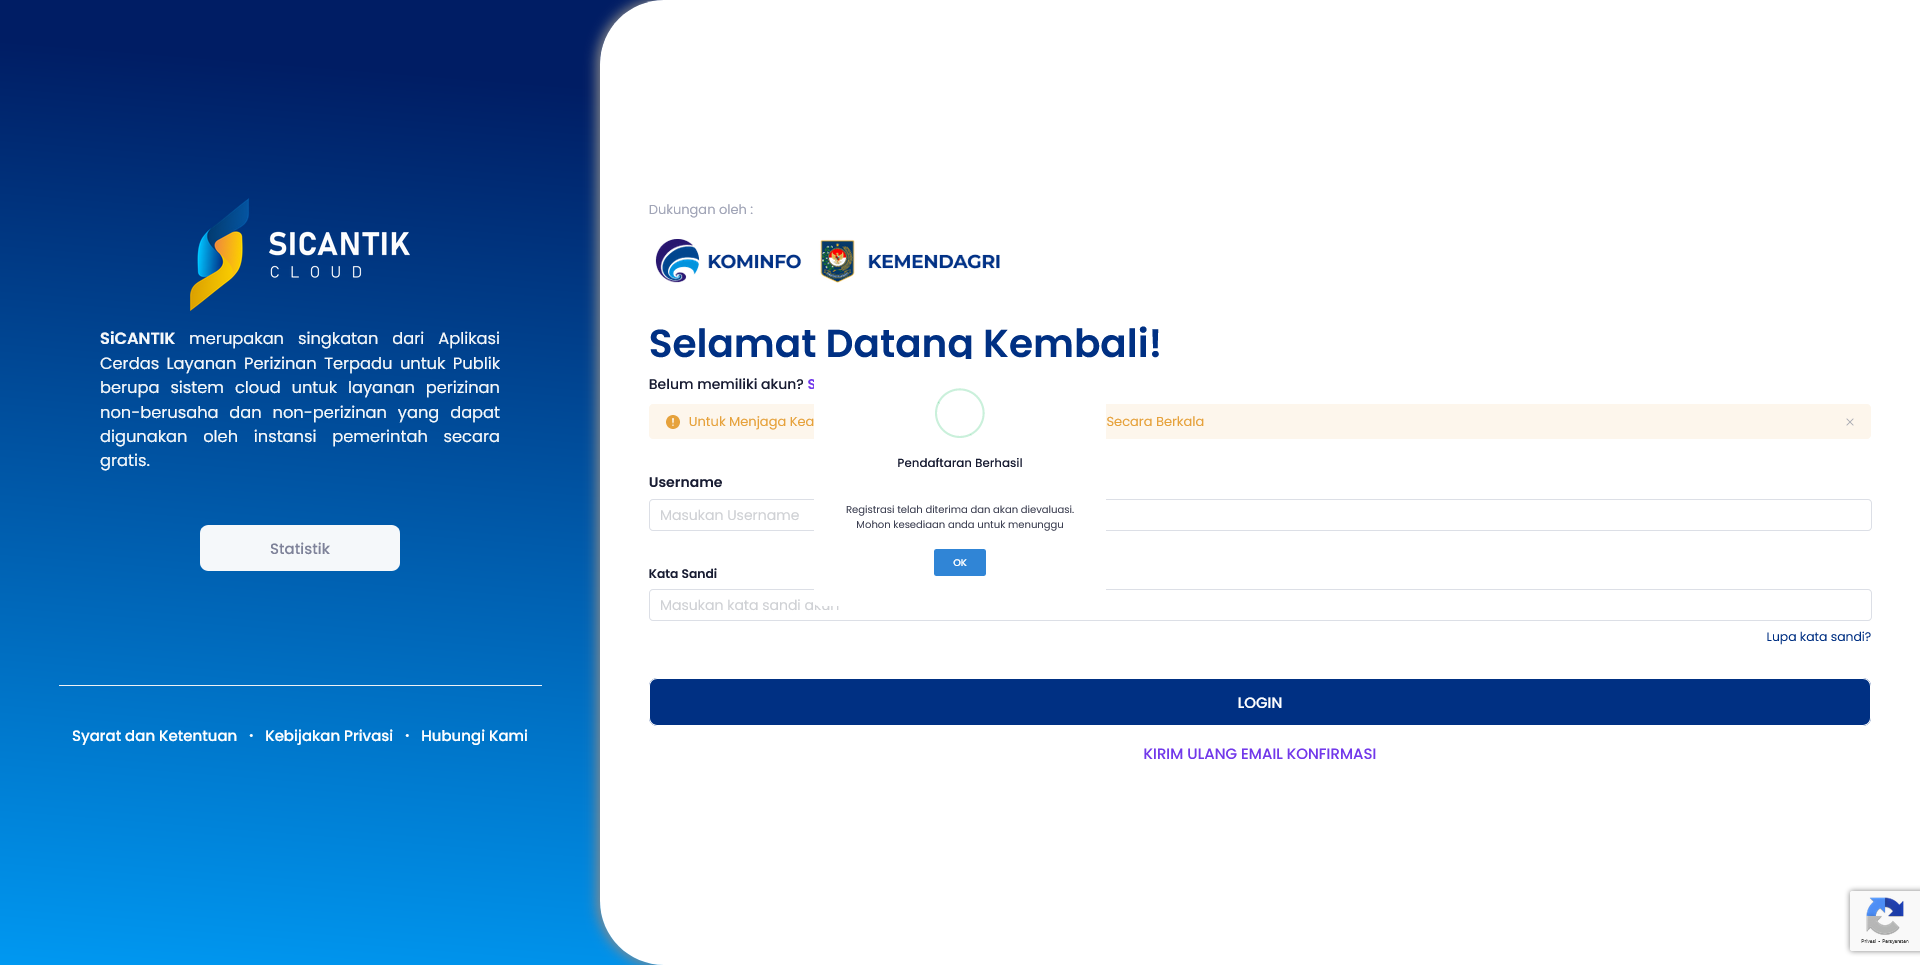 SICANTIK
CLOUD
SiCANTIK merupakan singkatan dari Aplikasi
Cerdas Layanan Perizinan Terpadu untuk Publik
berupa sistem cloud untuk layanan perizinan
non-berusaha dan non-perizinan yang dapat
digunakan oleh instansi pemerintah secara
gratis.
Statistik
Syarat dan Ketentuan • Kebijakan Privasi • Hubungi Kami
Dukungan oleh :
KOMINFO KEMENDAGRI
Selamat Datang Kembali!
Belum memiliki akun? S
Untuk Menjaga Kea
Secara Berkala
Pendaftaran Berhasil
Registrasi telah diterima dan akan dievaluasi.
Mohon kesediaan anda untuk menunggu
OK
Username
Masukan Username
Kata Sandi
Masukan kata sandi akun
Lupa kata sandi?
LOGIN
KIRIM ULANG EMAIL KONFIRMASI
Privasi - Persyaratan